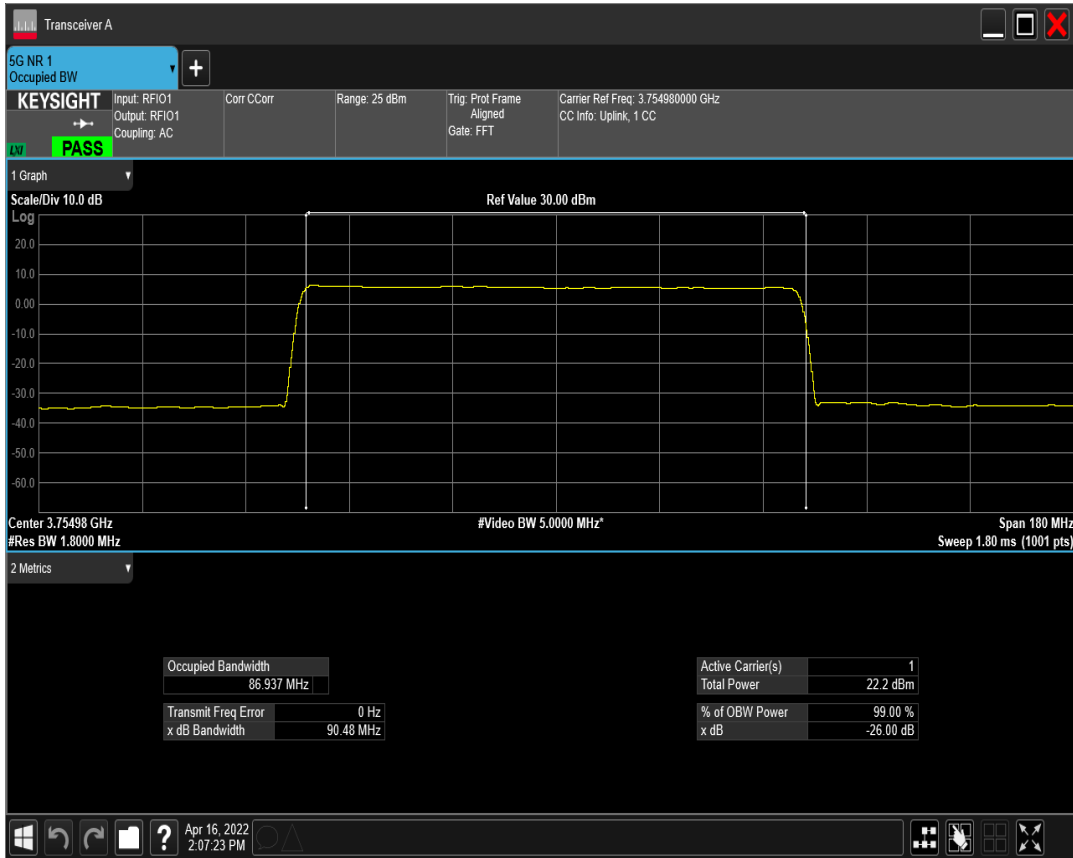 Transceiver A
5G NR 1
Occupied BW
+
KEYSIGHT
LXI
PASS
Input: RFIO1
Output: RFIO1
Coupling: AC
Corr CCorr
Range: 25 dBm
Trig: Prot Frame
Aligned
Gate: FFT
Carrier Ref Freq: 3.754980000 GHz
CC Info: Uplink, 1 CC
1 Graph
Scale/Div 10.0 dB
Ref Value 30.00 dBm
Log
20.0
10.0
0.00
-10.0
-20.0
-30.0
-40.0
-50.0
-60.0
Center 3.75498 GHz
#Video BW 5.0000 MHz*
Span 180 MHz
#Res BW 1.8000 MHz
Sweep 1.80 ms (1001 pts)
2 Metrics
Occupied Bandwidth
86.937 MHz
Transmit Freq Error 0 Hz
x dB Bandwidth 90.48 MHz
Active Carrier(s) 1
Total Power 22.2 dBm
% of OBW Power 99.00 %
x dB -26.00 dB
?
Apr 16, 2022
2:07:23 PM